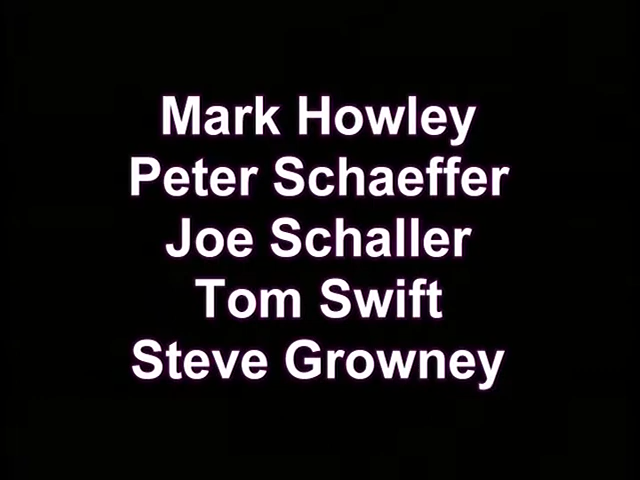 Mark Howley
Peter Schaeffer
Joe Schaller
Tom Swift
Steve Growney